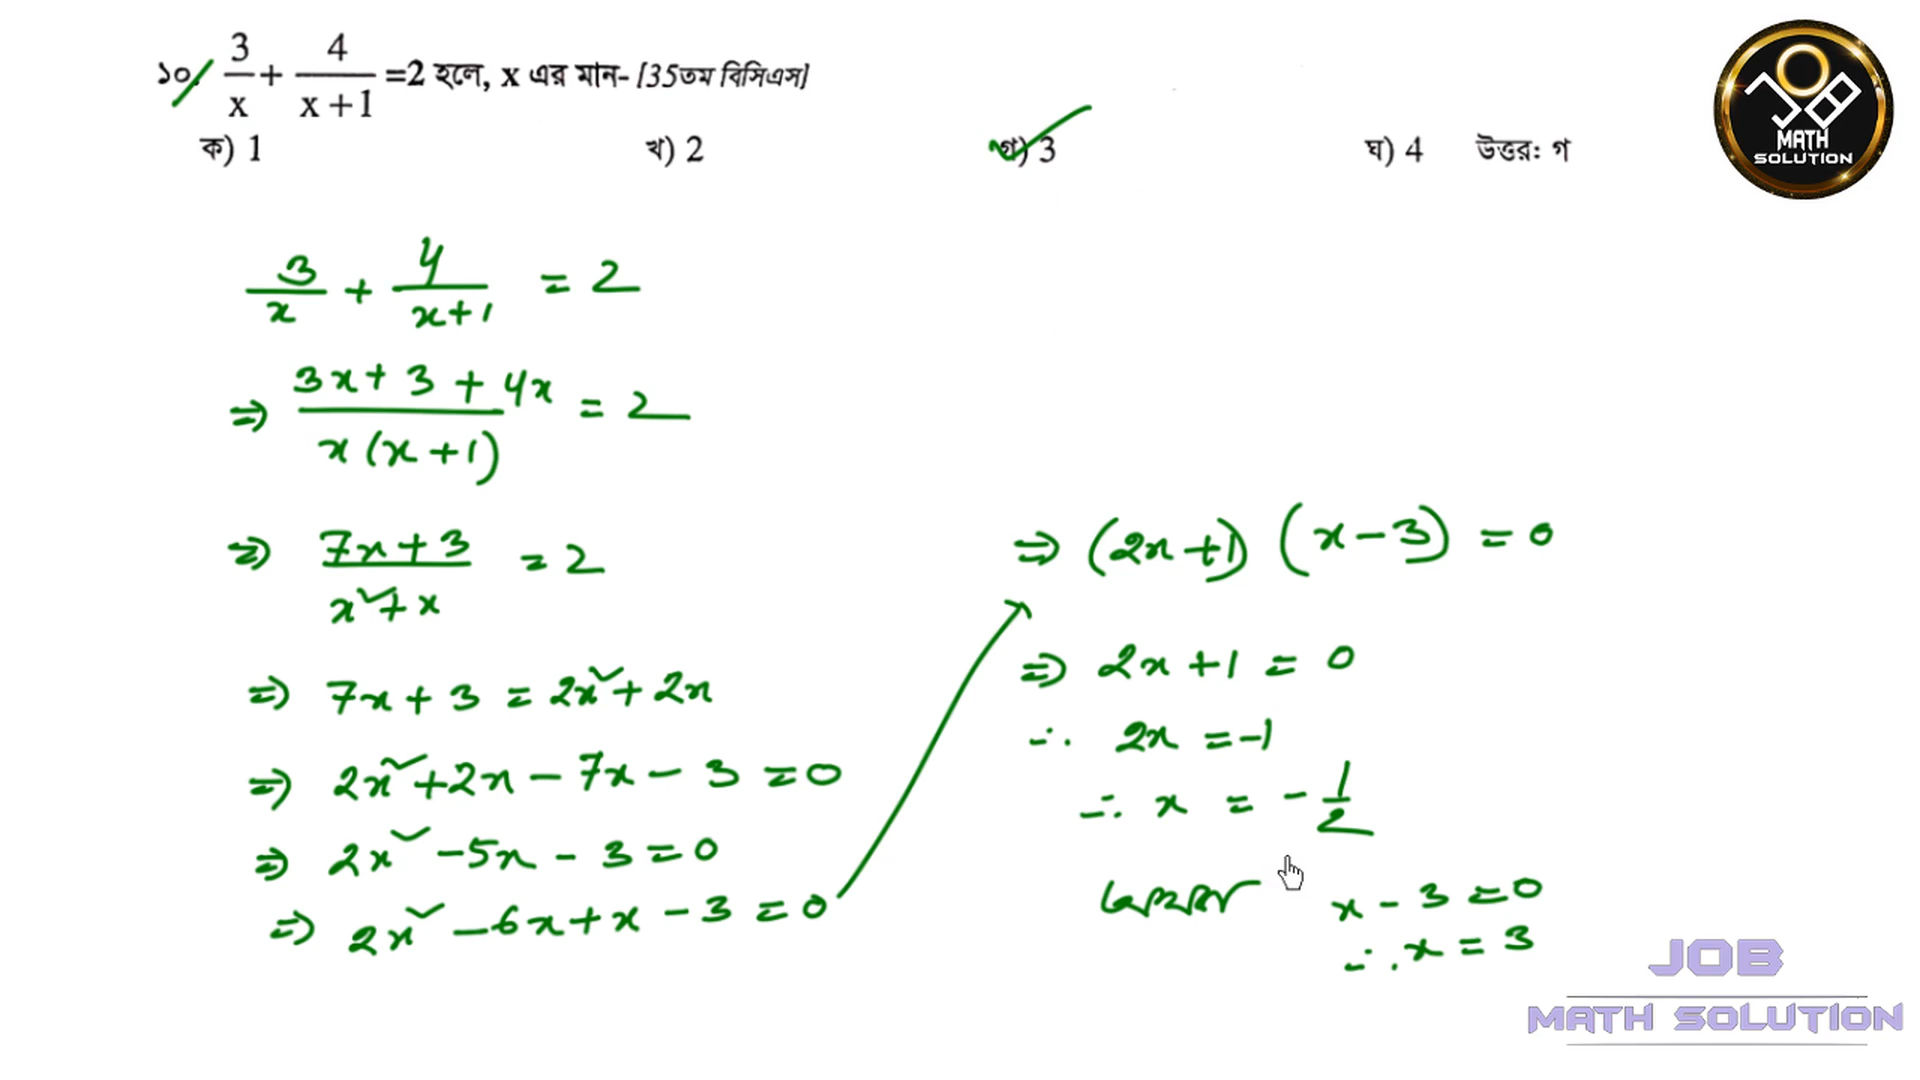 ১০. 3/x + 4/(x+1) =2 হলে, x এর মান- [35তম বিসিএস]
ক) 1 খ) 2 গ) 3 ঘ) 4 উত্তরঃ গ
JOB
MATH
SOLUTION
3/x + 4/(x+1) = 2
⇒ (3x + 3 + 4x)/(x(x+1)) = 2
⇒ (7x+3)/(x²+x) = 2
⇒ 7x + 3 = 2x² + 2x
⇒ 2x² + 2x - 7x - 3 = 0
⇒ 2x² - 5x - 3 = 0
⇒ 2x² - 6x + x - 3 = 0
⇒ (2x+1) (x-3) = 0
⇒ 2x + 1 = 0
∴ 2x = -1
∴ x = -1/2
x - 3 = 0
∴ x = 3
JOB
MATH SOLUTION